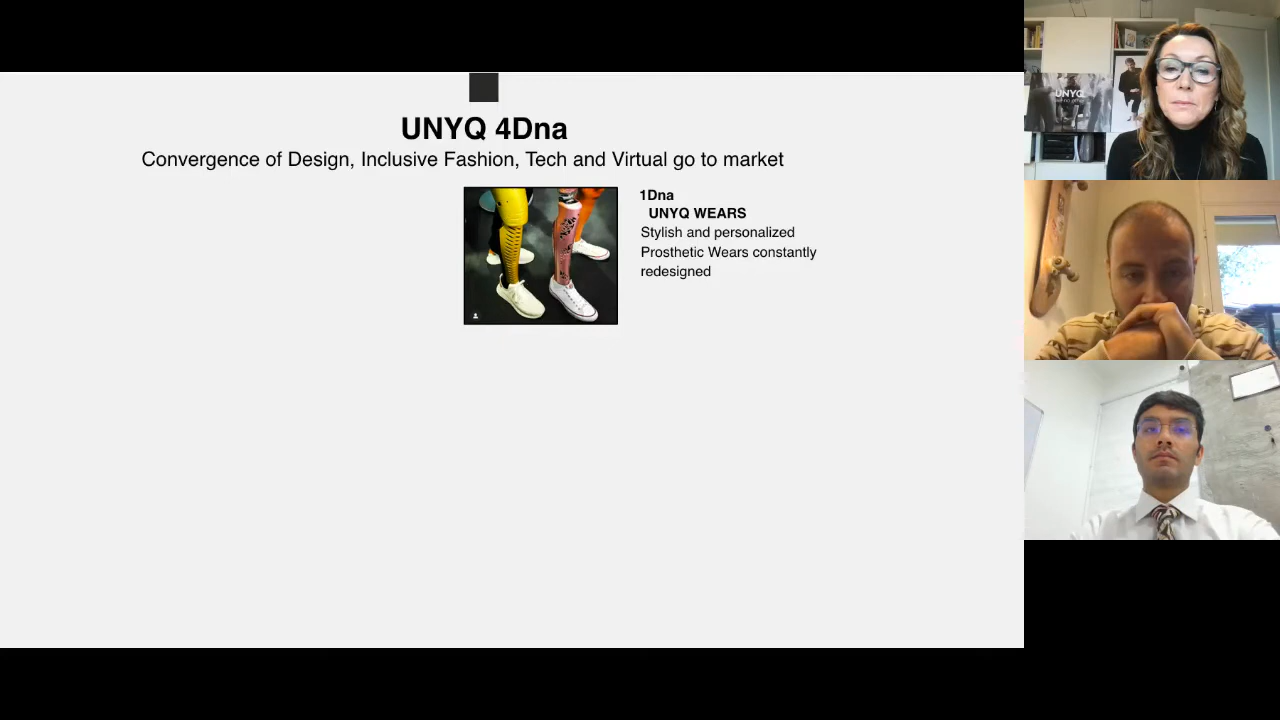 UNYQ 4Dna
Convergence of Design, Inclusive Fashion, Tech and Virtual go to market
1Dna
UNYQ WEARS
Stylish and personalized
Prosthetic Wears constantly
redesigned
UNYQ